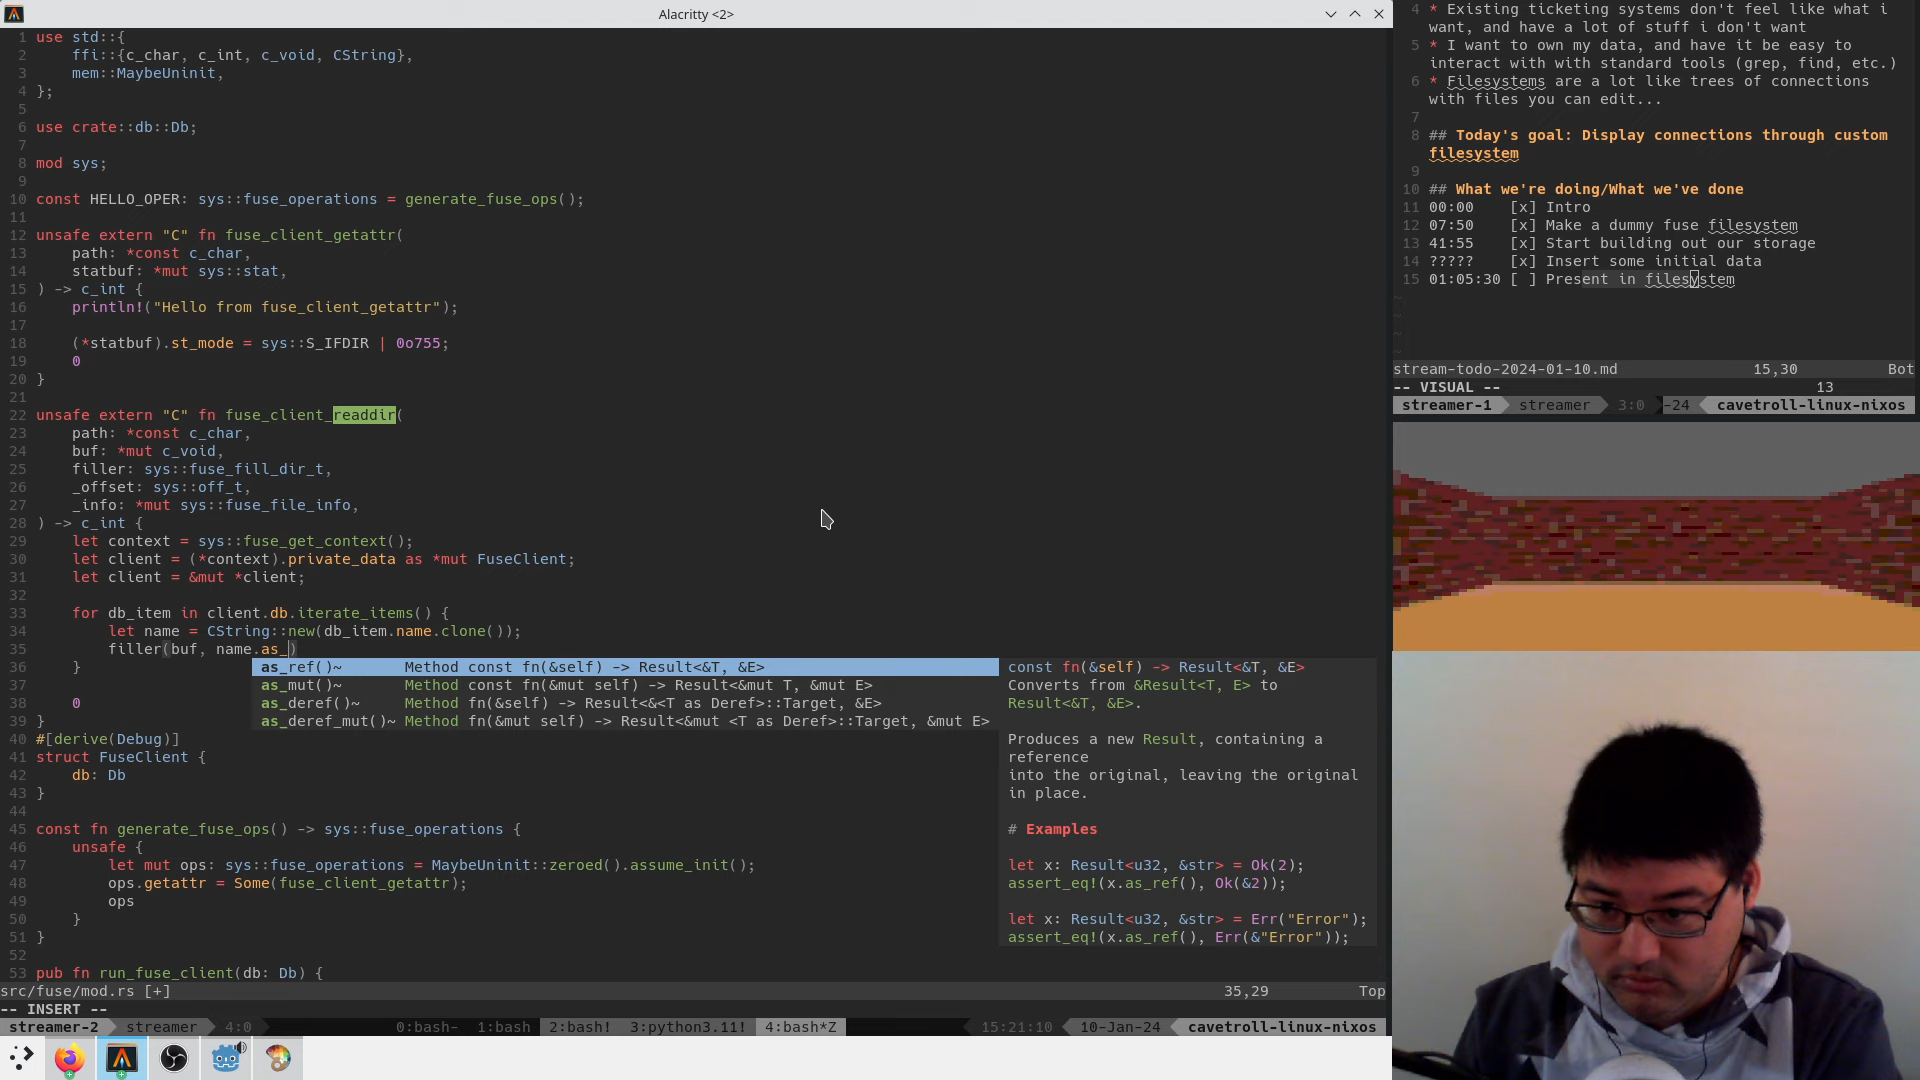 Alacritty <2>
1 use std::{
2 ffi::{c_char, c_int, c_void, CString},
3 mem::MaybeUninit,
4 };
5
6 use crate::db::Db;
7
8 mod sys;
9
10 const HELLO_OPER: sys::fuse_operations = generate_fuse_ops();
11
12 unsafe extern "C" fn fuse_client_getattr(
13 path: *const c_char,
14 statbuf: *mut sys::stat,
15 ) -> c_int {
16 println!("Hello from fuse_client_getattr");
17
18 (*statbuf).st_mode = sys::S_IFDIR | 0o755;
19 0
20 }
21
22 unsafe extern "C" fn fuse_client_readdir(
23 path: *const c_char,
24 buf: *mut c_void,
25 filler: sys::fuse_fill_dir_t,
26 _offset: sys::off_t,
27 _info: *mut sys::fuse_file_info,
28 ) -> c_int {
29 let context = sys::fuse_get_context();
30 let client = (*context).private_data as *mut FuseClient;
31 let client = &mut *client;
32
33 for db_item in client.db.iterate_items() {
34 let name = CString::new(db_item.name.clone());
35 filler(buf, name.as_)
36 }
37
38 0
39 }
40 #[derive(Debug)]
41 struct FuseClient {
42 db: Db
43 }
44
45 const fn generate_fuse_ops() -> sys::fuse_operations {
46 unsafe {
47 let mut ops: sys::fuse_operations = MaybeUninit::zeroed().assume_init();
48 ops.getattr = Some(fuse_client_getattr);
49 ops
50 }
51 }
52
53 pub fn run_fuse_client(db: Db) {
as_ref()~ Method const fn(&self) -> Result<&T, &E>
as_mut()~ Method const fn(&mut self) -> Result<&mut T, &mut E>
as_deref()~ Method fn(&self) -> Result<&<T as Deref>::Target, &E>
as_deref_mut()~ Method fn(&mut self) -> Result<&mut <T as Deref>::Target, &mut E>
const fn(&self) -> Result<&T, &E>
Converts from &Result<T, E> to
Result<&T, &E>.
Produces a new Result, containing a
reference
into the original, leaving the original
in place.
# Examples
let x: Result<u32, &str> = Ok(2);
assert_eq!(x.as_ref(), Ok(&2));
let x: Result<u32, &str> = Err("Error");
assert_eq!(x.as_ref(), Err(&"Error"));
src/fuse/mod.rs [+] 35,29 Top
-- INSERT --
streamer-2 streamer 4:0 0:bash- 1:bash 2:bash! 3:python3.11! 4:bash*Z 15:21:10 10-Jan-24 cavetroll-linux-nixos
4 * Existing ticketing systems don't feel like what i
want, and have a lot of stuff i don't want
5 * I want to own my data, and have it be easy to
interact with with standard tools (grep, find, etc.)
6 * Filesystems are a lot like trees of connections
with files you can edit...
7
8 ## Today's goal: Display connections through custom
filesystem
9
10 ## What we're doing/What we've done
11 00:00 [x] Intro
12 07:50 [x] Make a dummy fuse filesystem
13 41:55 [x] Start building out our storage
14 ????? [x] Insert some initial data
15 01:05:30 [ ] Present in filesystem
~
~
~
~
stream-todo-2024-01-10.md 15,30 Bot
-- VISUAL -- 13
streamer-1 streamer 3:0 -24 cavetroll-linux-nixos